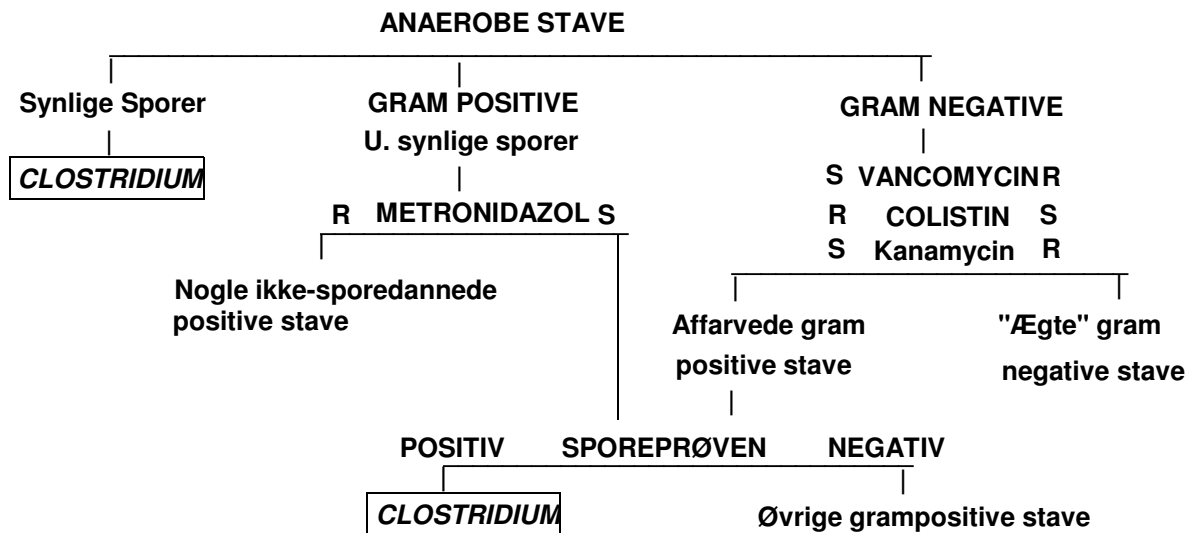 ANAEROBE STAVE
Synlige Sporer
GRAM POSITIVE
GRAM NEGATIVE
U. synlige sporer
CLOSTRIDIUM
S VANCOMYCIN R
R METRONIDAZOL S
R COLISTIN S
S Kanamycin R
Nogle ikke-sporedannede
positive stave
Affarvede gram
positive stave
"Ægte" gram
negative stave
POSITIV SPOREPRØVEN NEGATIV
CLOSTRIDIUM
Øvrige grampositive stave